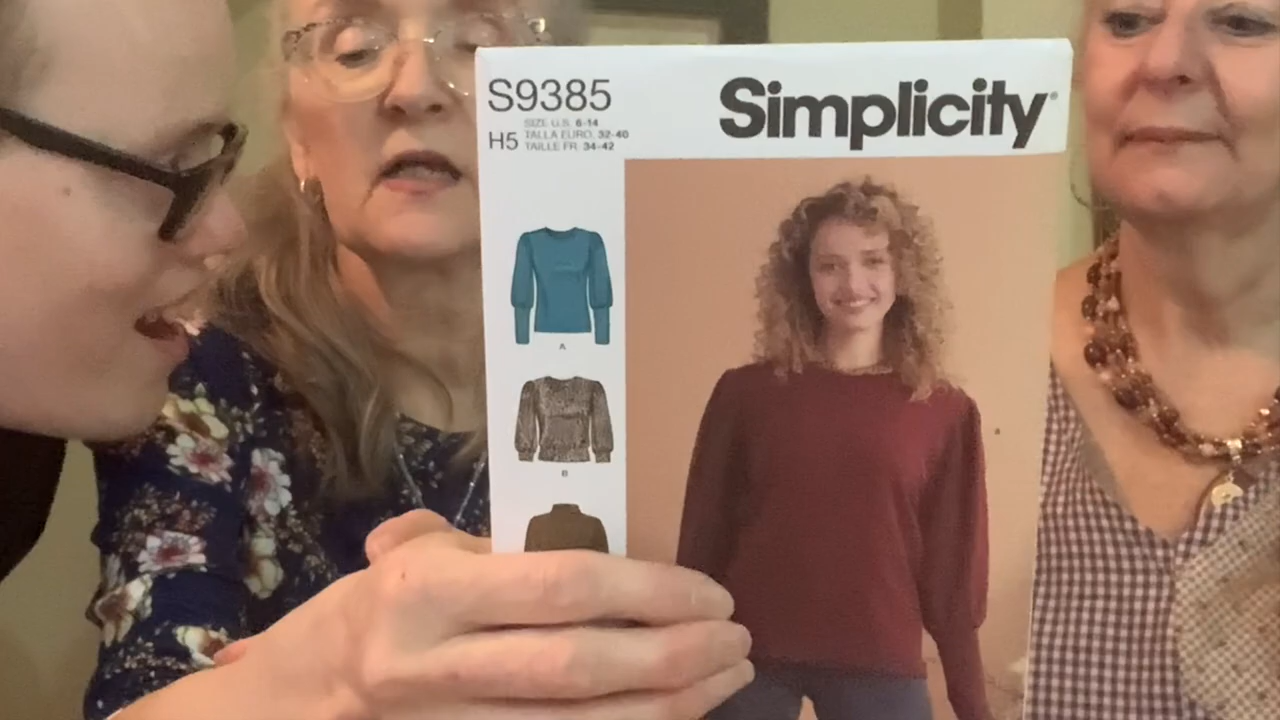 S9385
Simplicity®
H5
SIZE U.S. 6-14
TALLA EURO. 32-40
TAILLE FR. 34-42
A
B